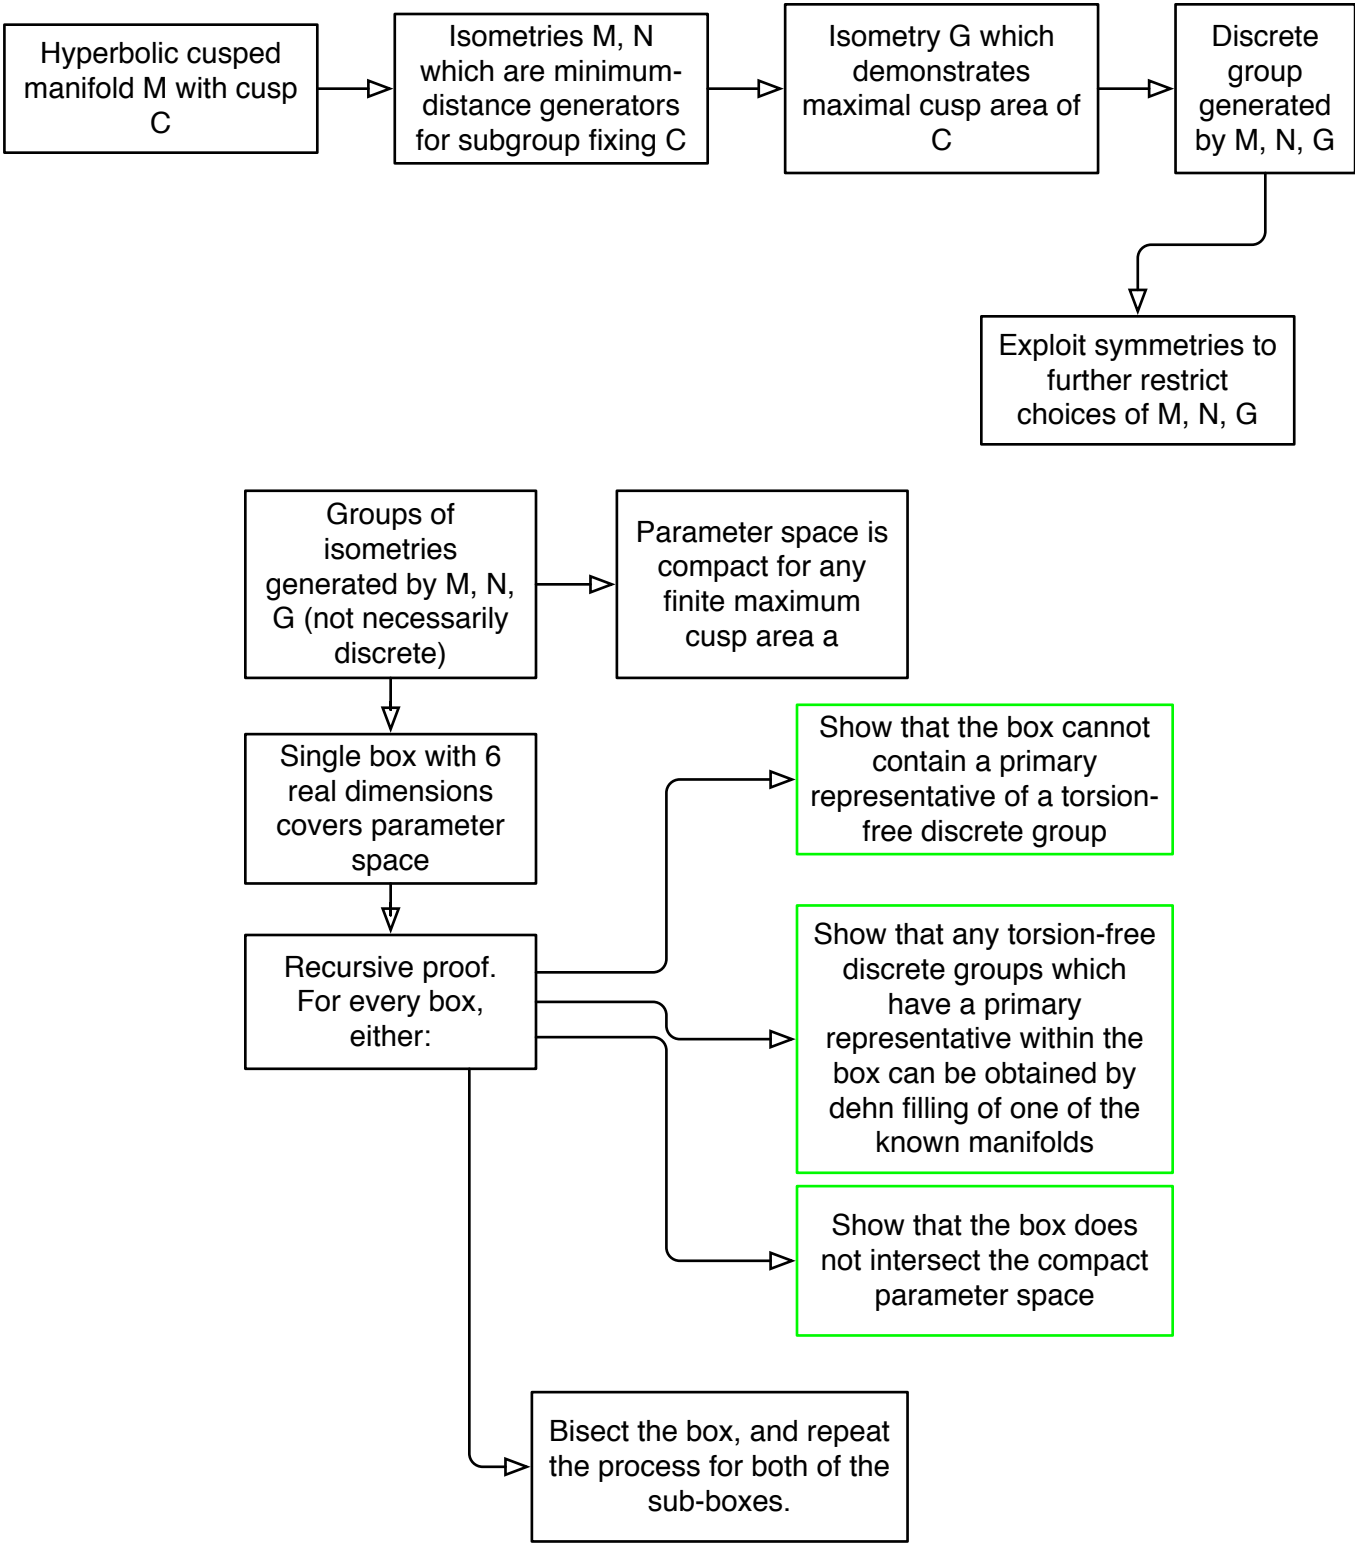 Hyperbolic cusped
manifold M with cusp
C
Isometries M, N
which are minimum-
distance generators
for subgroup fixing C
Isometry G which
demonstrates
maximal cusp area of
C
Discrete
group
generated
by M, N, G
Exploit symmetries to
further restrict
choices of M, N, G
Groups of
isometries
generated by M, N,
G (not necessarily
discrete)
Parameter space is
compact for any
finite maximum
cusp area a
Single box with 6
real dimensions
covers parameter
space
Recursive proof.
For every box,
either:
Show that the box cannot
contain a primary
representative of a torsion-
free discrete group
Show that any torsion-free
discrete groups which
have a primary
representative within the
box can be obtained by
dehn filling of one of the
known manifolds
Show that the box does
not intersect the compact
parameter space
Bisect the box, and repeat
the process for both of the
sub-boxes.